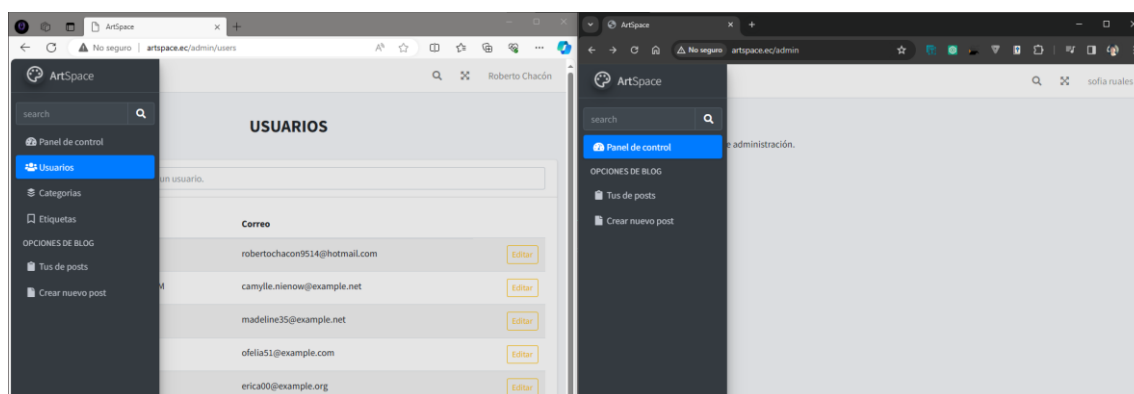 ArtSpace
No seguro artspace.ec/admin/users
ArtSpace
Roberto Chacón
search
Panel de control
Usuarios
Categorias
Etiquetas
OPCIONES DE BLOG
Tus de posts
Crear nuevo post
USUARIOS
un usuario.
Correo
robertochacon9514@hotmail.com Editar
M camylle.nienow@example.net Editar
madeline35@example.net Editar
ofelia51@example.com Editar
erica00@example.org Editar
ArtSpace
No seguro artspace.ec/admin
ArtSpace
sofia ruales
search
Panel de control
OPCIONES DE BLOG
Tus de posts
Crear nuevo post
e administración.